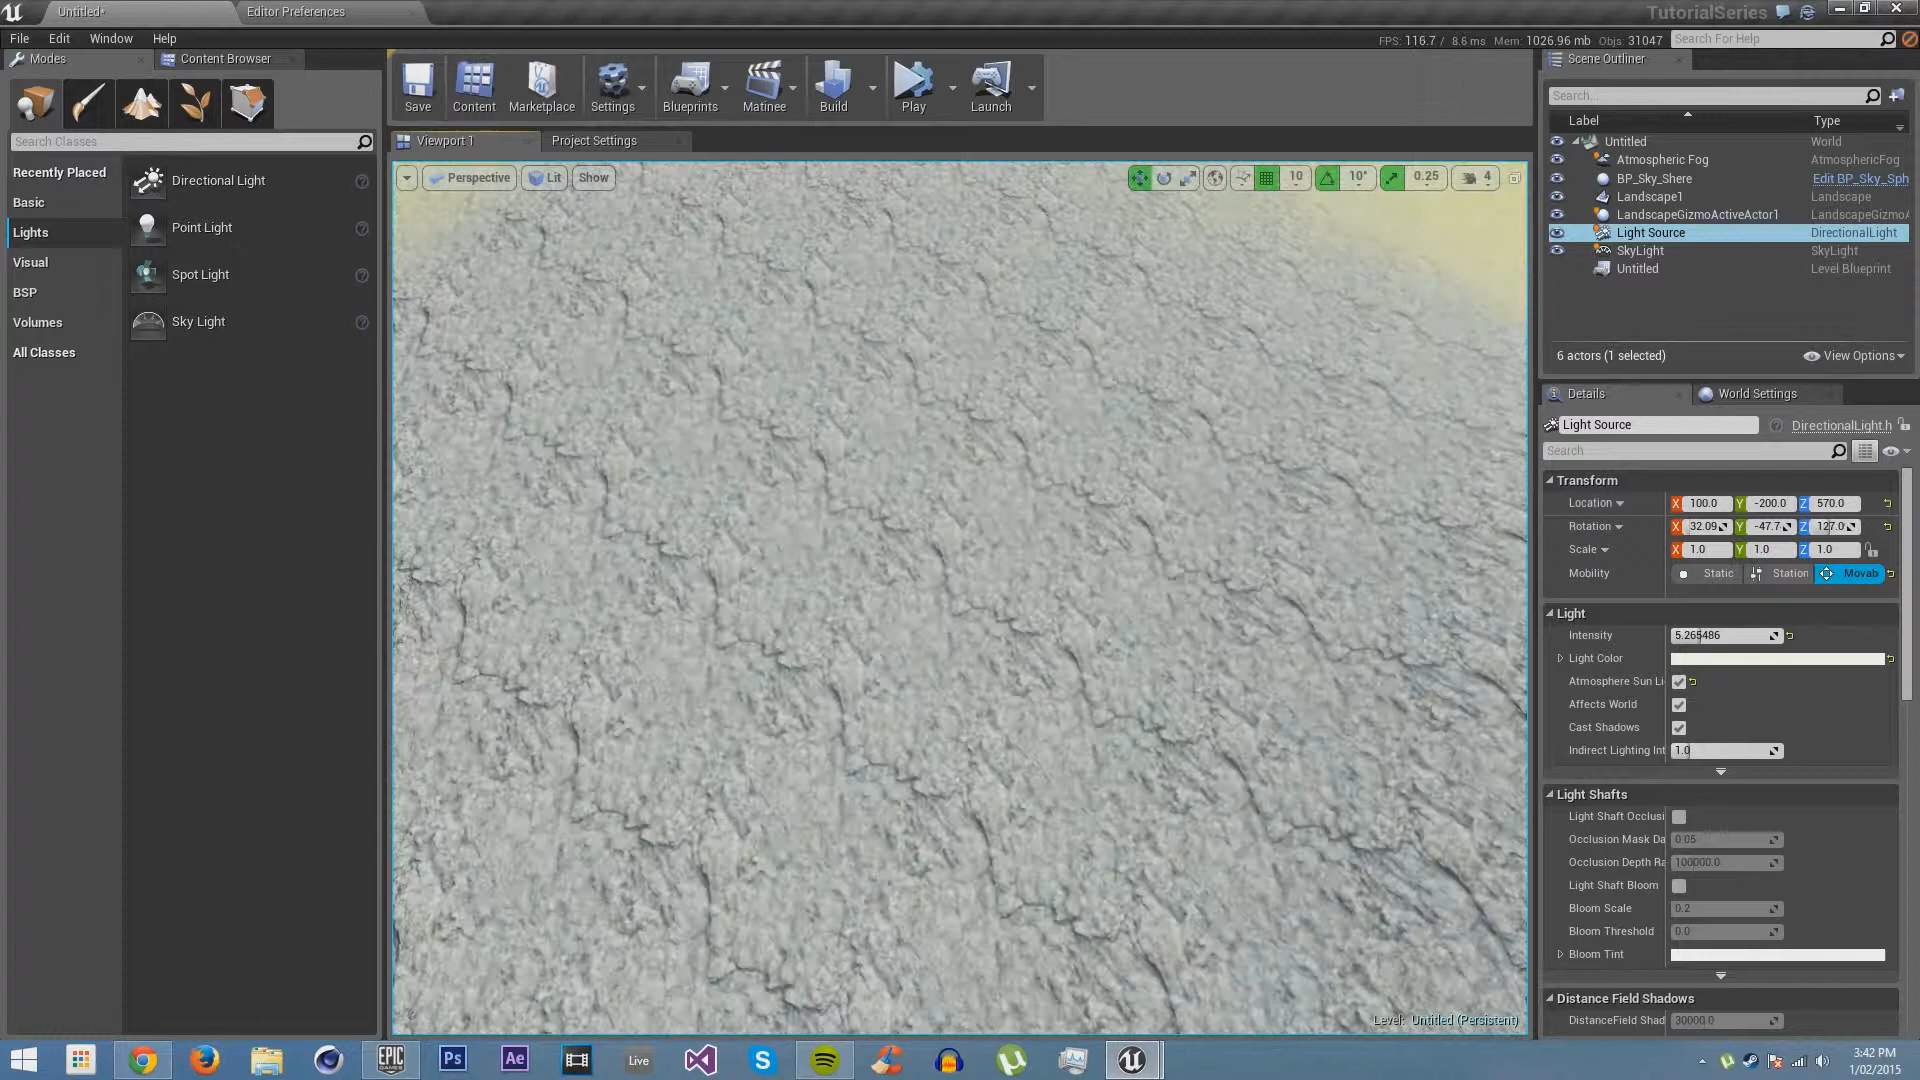 Untitled•
Editor Preferences
TutorialSeries
File Edit Window Help
FPS: 116.7 / 8.6 ms Mem: 1026.96 mb Objs: 31047
Search For Help
Modes
Content Browser
Scene Outliner
Save
Content
Marketplace
Settings
Blueprints
Matinee
Build
Play
Launch
Search...
Label
Type
Search Classes
Viewport 1
Project Settings
Untitled World
Atmospheric Fog AtmosphericFog
BP_Sky_Shere Edit BP_Sky_Sph
Landscape1 Landscape
LandscapeGizmoActiveActor1 LandscapeGizmoA
Light Source DirectionalLight
SkyLight SkyLight
Untitled Level Blueprint
6 actors (1 selected)
View Options
Recently Placed
Basic
Lights
Visual
BSP
Volumes
All Classes
Directional Light
Point Light
Spot Light
Sky Light
Perspective
Lit
Show
10
10°
0.25
4
Details
World Settings
Light Source
DirectionalLight.h
Search
Transform
Location X 100.0 Y -200.0 Z 570.0
Rotation X 32.09 Y -47.7 Z 127.0
Scale X 1.0 Y 1.0 Z 1.0
Mobility Static Station Movab
Light
Intensity 5.265486
Light Color
Atmosphere Sun Li
Affects World
Cast Shadows
Indirect Lighting Int 1.0
Light Shafts
Light Shaft Occlusi
Occlusion Mask Da 0.05
Occlusion Depth Ra 100000.0
Light Shaft Bloom
Bloom Scale 0.2
Bloom Threshold 0.0
Bloom Tint
Distance Field Shadows
DistanceField Shad 30000.0
Level: Untitled (Persistent)
EPIC
GAMES
Ps
Ae
Live
3:42 PM
1/02/2015